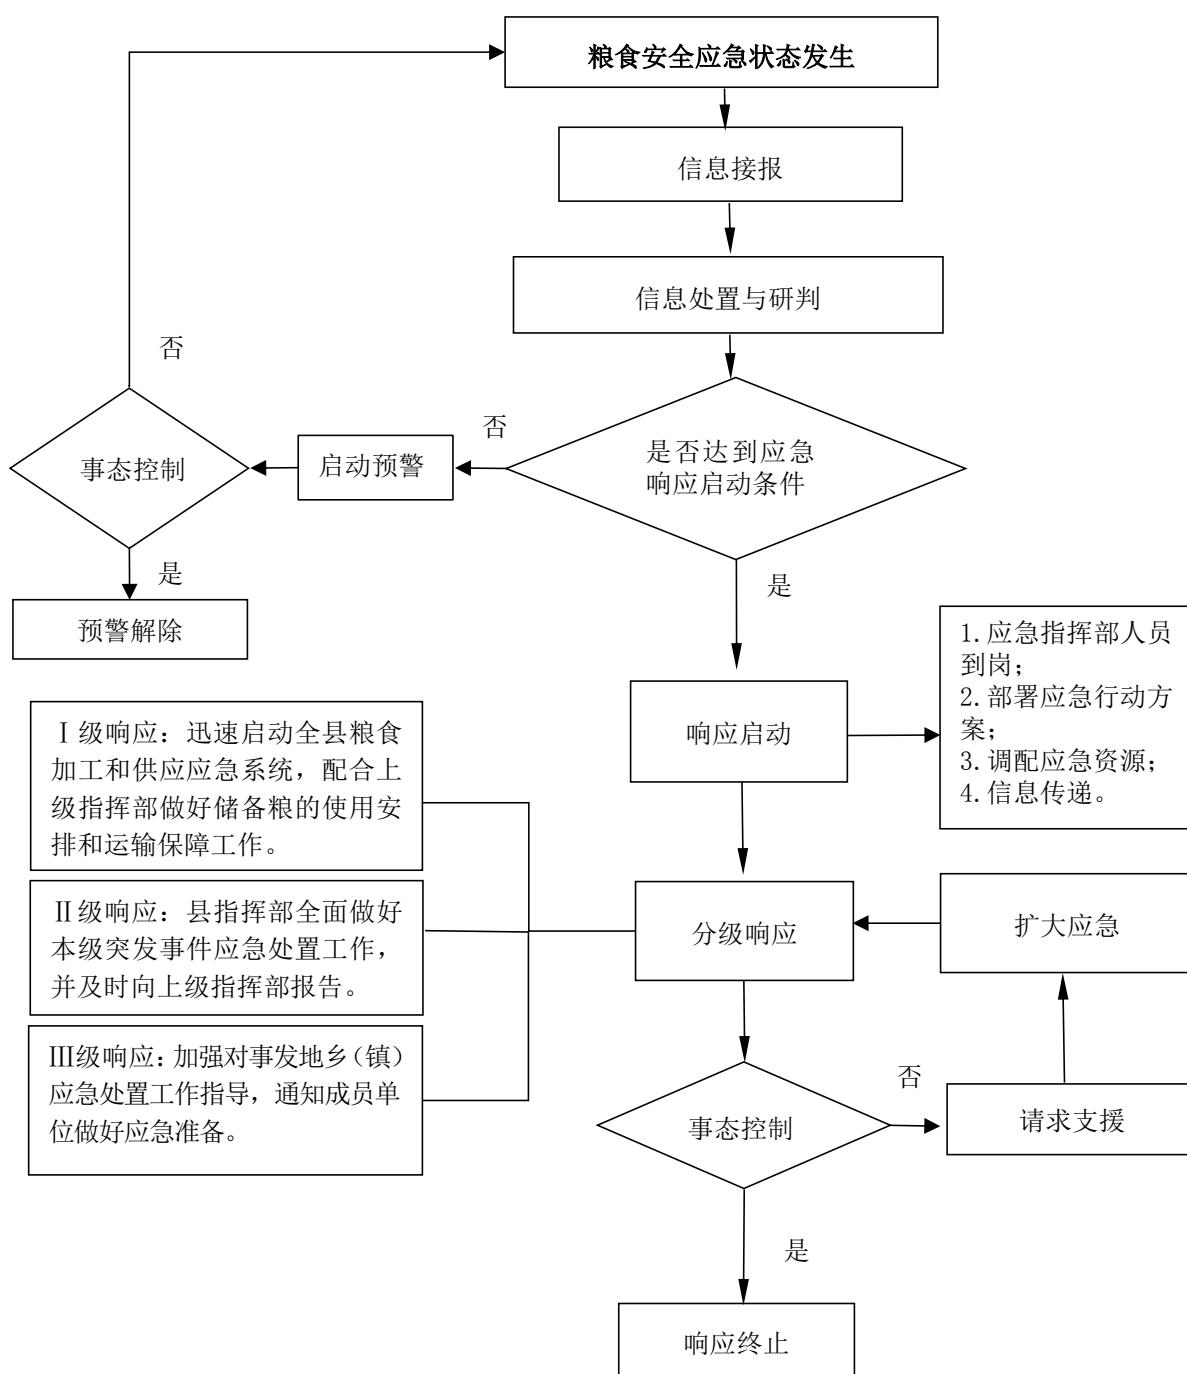 粮食安全应急状态发生
信息接报
信息处置与研判
否
否
是否达到应急
响应启动条件
启动预警
事态控制
是
是
预警解除
1.应急指挥部人员
到岗；
2.部署应急行动方
案；
3.调配应急资源；
4.信息传递。
响应启动
Ⅰ级响应：迅速启动全县粮食
加工和供应应急系统，配合上
级指挥部做好储备粮的使用安
排和运输保障工作。
Ⅱ级响应：县指挥部全面做好
本级突发事件应急处置工作，
并及时向上级指挥部报告。
分级响应
扩大应急
Ⅲ级响应：加强对事发地乡（镇）
应急处置工作指导，通知成员单
位做好应急准备。
否
事态控制
请求支援
是
响应终止